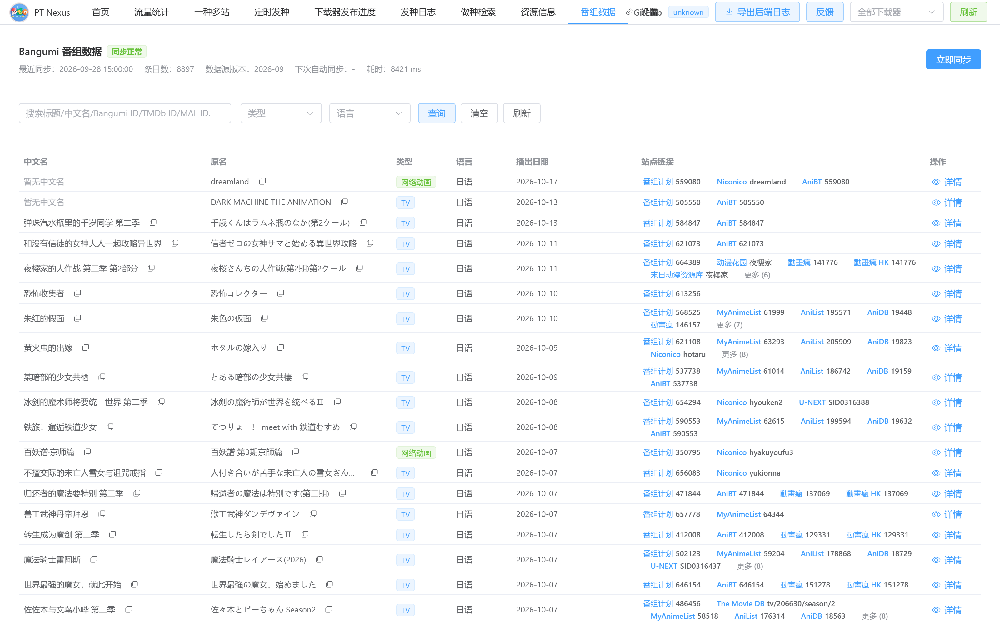 PT Nexus 首页 流量统计 一种多站 定时发种 下载器发布进度 发种日志 做种检索 资源信息 番组数据 GitHub 设置 unknown 导出后端日志 反馈 全部下载器 刷新
Bangumi 番组数据 同步正常
立即同步
最近同步：2026-09-28 15:00:00 条目数：8897 数据源版本：2026-09 下次自动同步：- 耗时：8421 ms
搜索标题/中文名/Bangumi ID/TMDb ID/MAL ID. 类型 语言 查询 清空 刷新
中文名 原名 类型 语言 播出日期 站点链接 操作
暂无中文名 dreamland 网络动画 日语 2026-10-17 番组计划 559080 Niconico dreamland AniBT 559080 详情
暂无中文名 DARK MACHINE THE ANIMATION TV 日语 2026-10-13 番组计划 505550 AniBT 505550 详情
弹珠汽水瓶里的千岁同学 第二季 千歳くんはラムネ瓶のなか(第2クール) TV 日语 2026-10-13 番组计划 584847 AniBT 584847 详情
和没有信徒的女神大人一起攻略异世界 信者ゼロの女神サマと始める異世界攻略 TV 日语 2026-10-11 番组计划 621073 AniBT 621073 详情
夜樱家的大作战 第二季 第2部分 夜桜さんちの大作戦(第2期)第2クール TV 日语 2026-10-11 番组计划 664389 动漫花园 夜樱家 動畫瘋 141776 動畫瘋 HK 141776 详情
末日动漫资源库 夜樱家 更多 (6)
恐怖收集者 恐怖コレクター TV 日语 2026-10-10 番组计划 613256 详情
朱红的假面 朱色の仮面 TV 日语 2026-10-10 番组计划 568525 MyAnimeList 61999 AniList 195571 AniDB 19448 详情
動畫瘋 146157 更多 (7)
萤火虫的出嫁 ホタルの嫁入り TV 日语 2026-10-09 番组计划 621108 MyAnimeList 63293 AniList 205909 AniDB 19823 详情
Niconico hotaru 更多 (8)
某暗部的少女共栖 とある暗部の少女共棲 TV 日语 2026-10-09 番组计划 537738 MyAnimeList 61014 AniList 186742 AniDB 19159 详情
AniBT 537738
冰剑的魔术师将要统一世界 第二季 冰剣の魔術師が世界を統べるⅡ TV 日语 2026-10-08 番组计划 654294 Niconico hyouken2 U-NEXT SID0316388 详情
铁旅！邂逅铁道少女 てつりょー！ meet with 鉄道むすめ TV 日语 2026-10-08 番组计划 590553 MyAnimeList 62615 AniList 199594 AniDB 19632 详情
AniBT 590553
百妖谱·京师篇 百妖譜 第3期京師篇 网络动画 日语 2026-10-07 番组计划 350795 Niconico hyakuyoufu3 详情
不擅交际的未亡人雪女与诅咒戒指 人付き合いが苦手な未亡人の雪女さん... TV 日语 2026-10-07 番组计划 656083 Niconico yukionna 详情
归还者的魔法要特别 第二季 帰還者の魔法は特別です(第二期) TV 日语 2026-10-07 番组计划 471844 AniBT 471844 動畫瘋 137069 動畫瘋 HK 137069 详情
兽王武神丹帝拜恩 獣王武神ダンデヴァイン TV 日语 2026-10-07 番组计划 657778 MyAnimeList 64344 详情
转生成为魔剑 第二季 転生したら剣でしたⅡ TV 日语 2026-10-07 番组计划 412008 AniBT 412008 動畫瘋 129331 動畫瘋 HK 129331 详情
魔法骑士雷阿斯 魔法騎士レイアース(2026) TV 日语 2026-10-07 番组计划 502123 MyAnimeList 59204 AniList 178868 AniDB 18729 详情
U-NEXT SID0316437 更多 (8)
世界最强的魔女，就此开始 世界最強の魔女、始めました TV 日语 2026-10-07 番组计划 646154 AniBT 646154 動畫瘋 151278 動畫瘋 HK 151278 详情
佐佐木与文鸟小哔 第二季 佐々木とピーちゃん Season2 TV 日语 2026-10-07 番组计划 486456 The Movie DB tv/206630/season/2 详情
MyAnimeList 58518 AniList 176314 AniDB 18563 更多 (8)